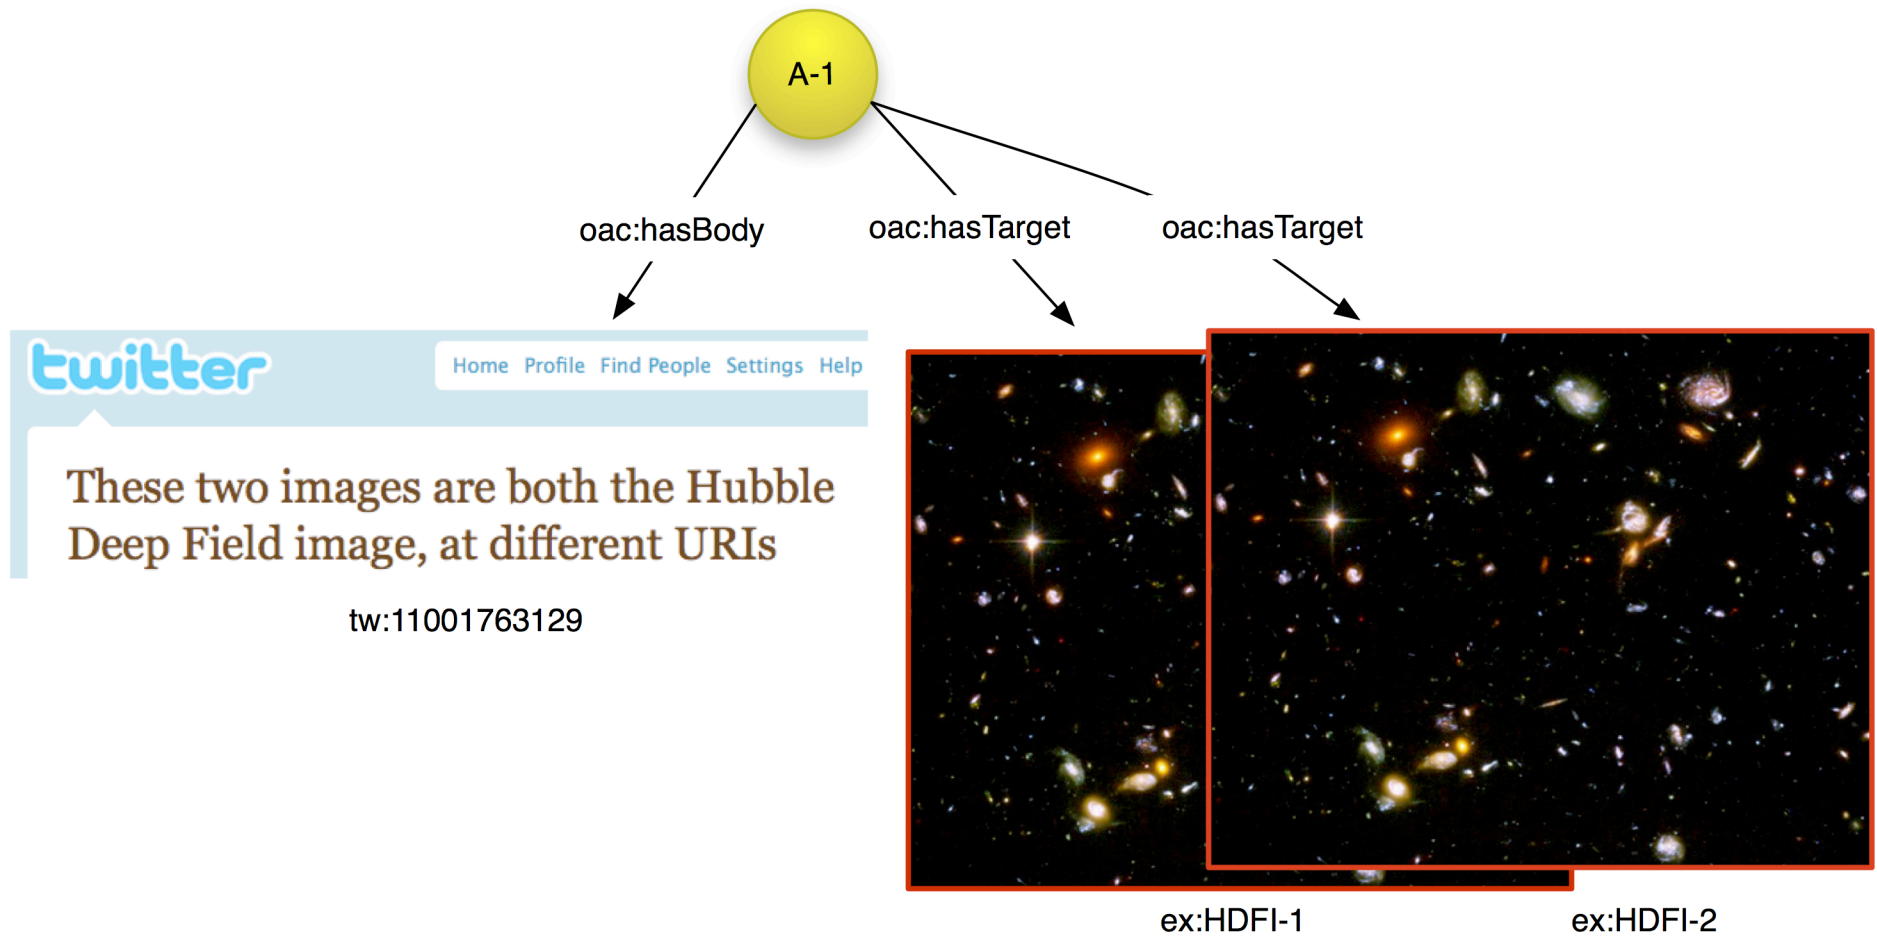 A-1
oac:hasBody
oac:hasTarget
oac:hasTarget
twitter
Home Profile Find People Settings Help
These two images are both the Hubble
Deep Field image, at different URIs
tw:11001763129
ex:HDFI-1
ex:HDFI-2